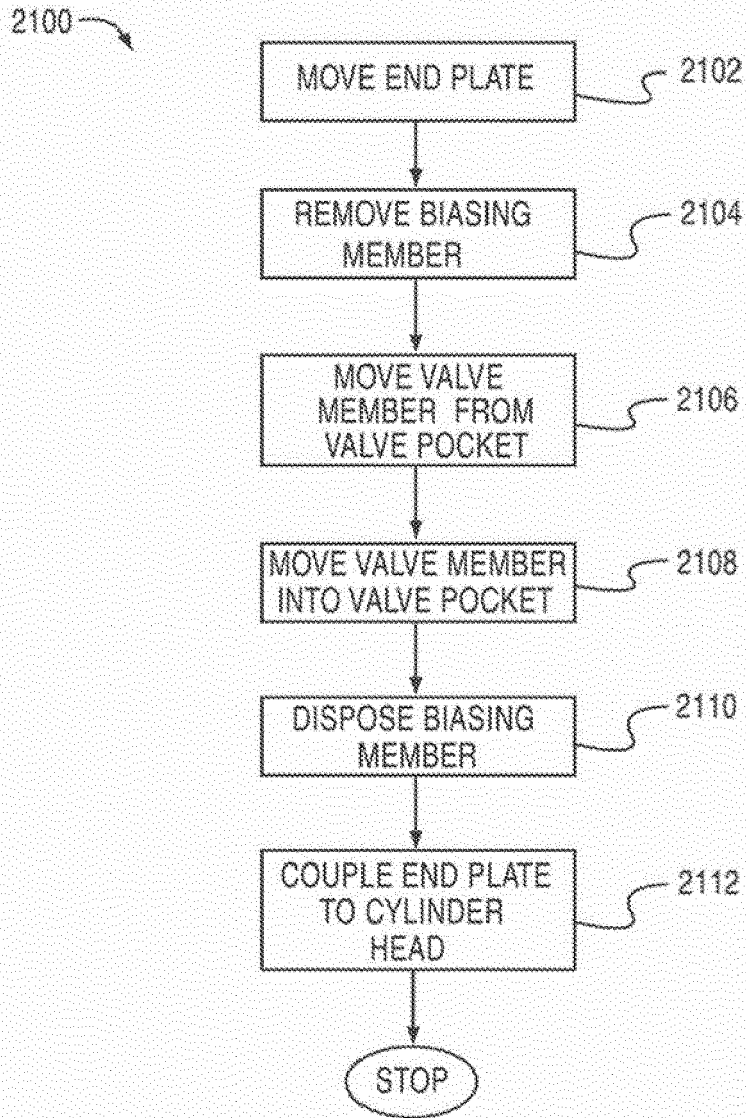 2100
MOVE END PLATE
2102
REMOVE BIASING
MEMBER
2104
MOVE VALVE
MEMBER FROM
VALVE POCKET
2106
MOVE VALVE MEMBER
INTO VALVE POCKET
2108
DISPOSE BIASING
MEMBER
2110
COUPLE END PLATE
TO CYLINDER
HEAD
2112
STOP